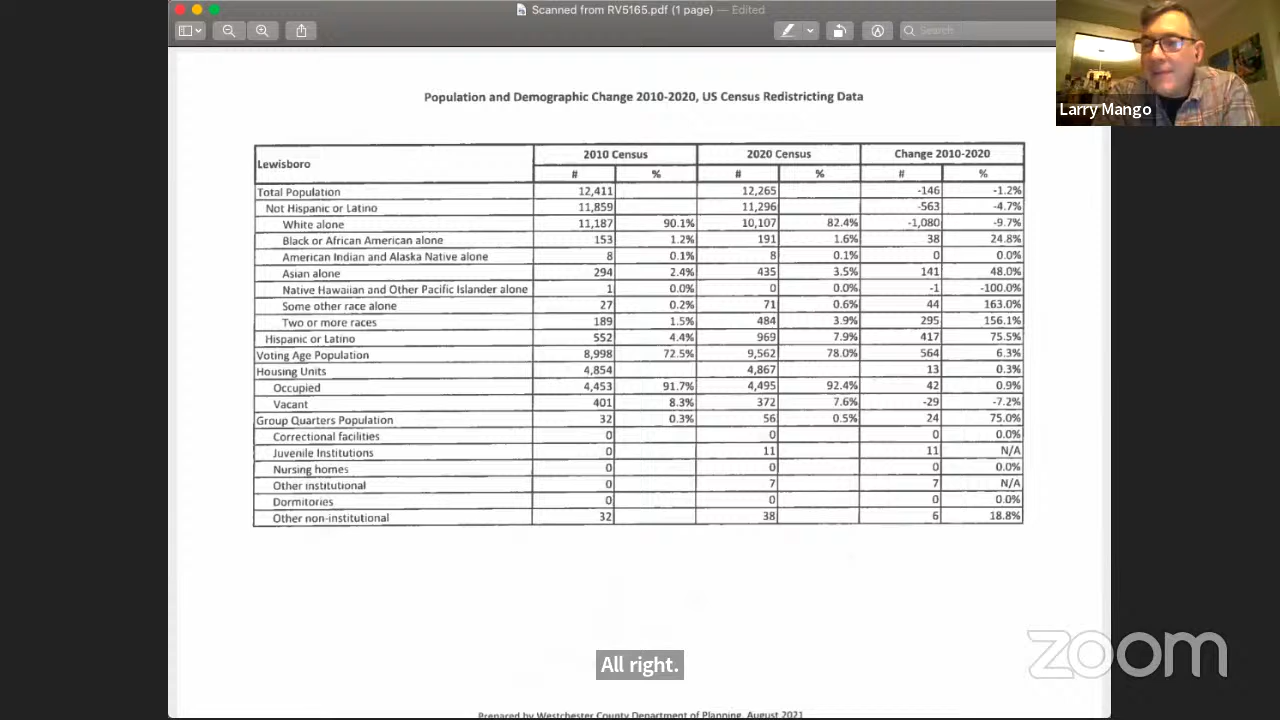 Scanned from RV5165.pdf (1 page) — Edited
Search
Larry Mango
Population and Demographic Change 2010-2020, US Census Redistricting Data
Lewisboro 2010 Census 2020 Census Change 2010-2020
# % # % # %
Total Population 12,411 12,265 -146 -1.2%
Not Hispanic or Latino 11,859 11,296 -563 -4.7%
White alone 11,187 90.1% 10,107 82.4% -1,080 -9.7%
Black or African American alone 153 1.2% 191 1.6% 38 24.8%
American Indian and Alaska Native alone 8 0.1% 8 0.1% 0 0.0%
Asian alone 294 2.4% 435 3.5% 141 48.0%
Native Hawaiian and Other Pacific Islander alone 1 0.0% 0 0.0% -1 -100.0%
Some other race alone 27 0.2% 71 0.6% 44 163.0%
Two or more races 189 1.5% 484 3.9% 295 156.1%
Hispanic or Latino 552 4.4% 969 7.9% 417 75.5%
Voting Age Population 8,998 72.5% 9,562 78.0% 564 6.3%
Housing Units 4,854 4,867 13 0.3%
Occupied 4,453 91.7% 4,495 92.4% 42 0.9%
Vacant 401 8.3% 372 7.6% -29 -7.2%
Group Quarters Population 32 0.3% 56 0.5% 24 75.0%
Correctional facilities 0 0 0 0.0%
Juvenile Institutions 0 11 11 N/A
Nursing homes 0 0 0 0.0%
Other institutional 0 7 7 N/A
Dormitories 0 0 0 0.0%
Other non-institutional 32 38 6 18.8%
All right.
zoom
Prepared by Westchester County Department of Planning, August 2021